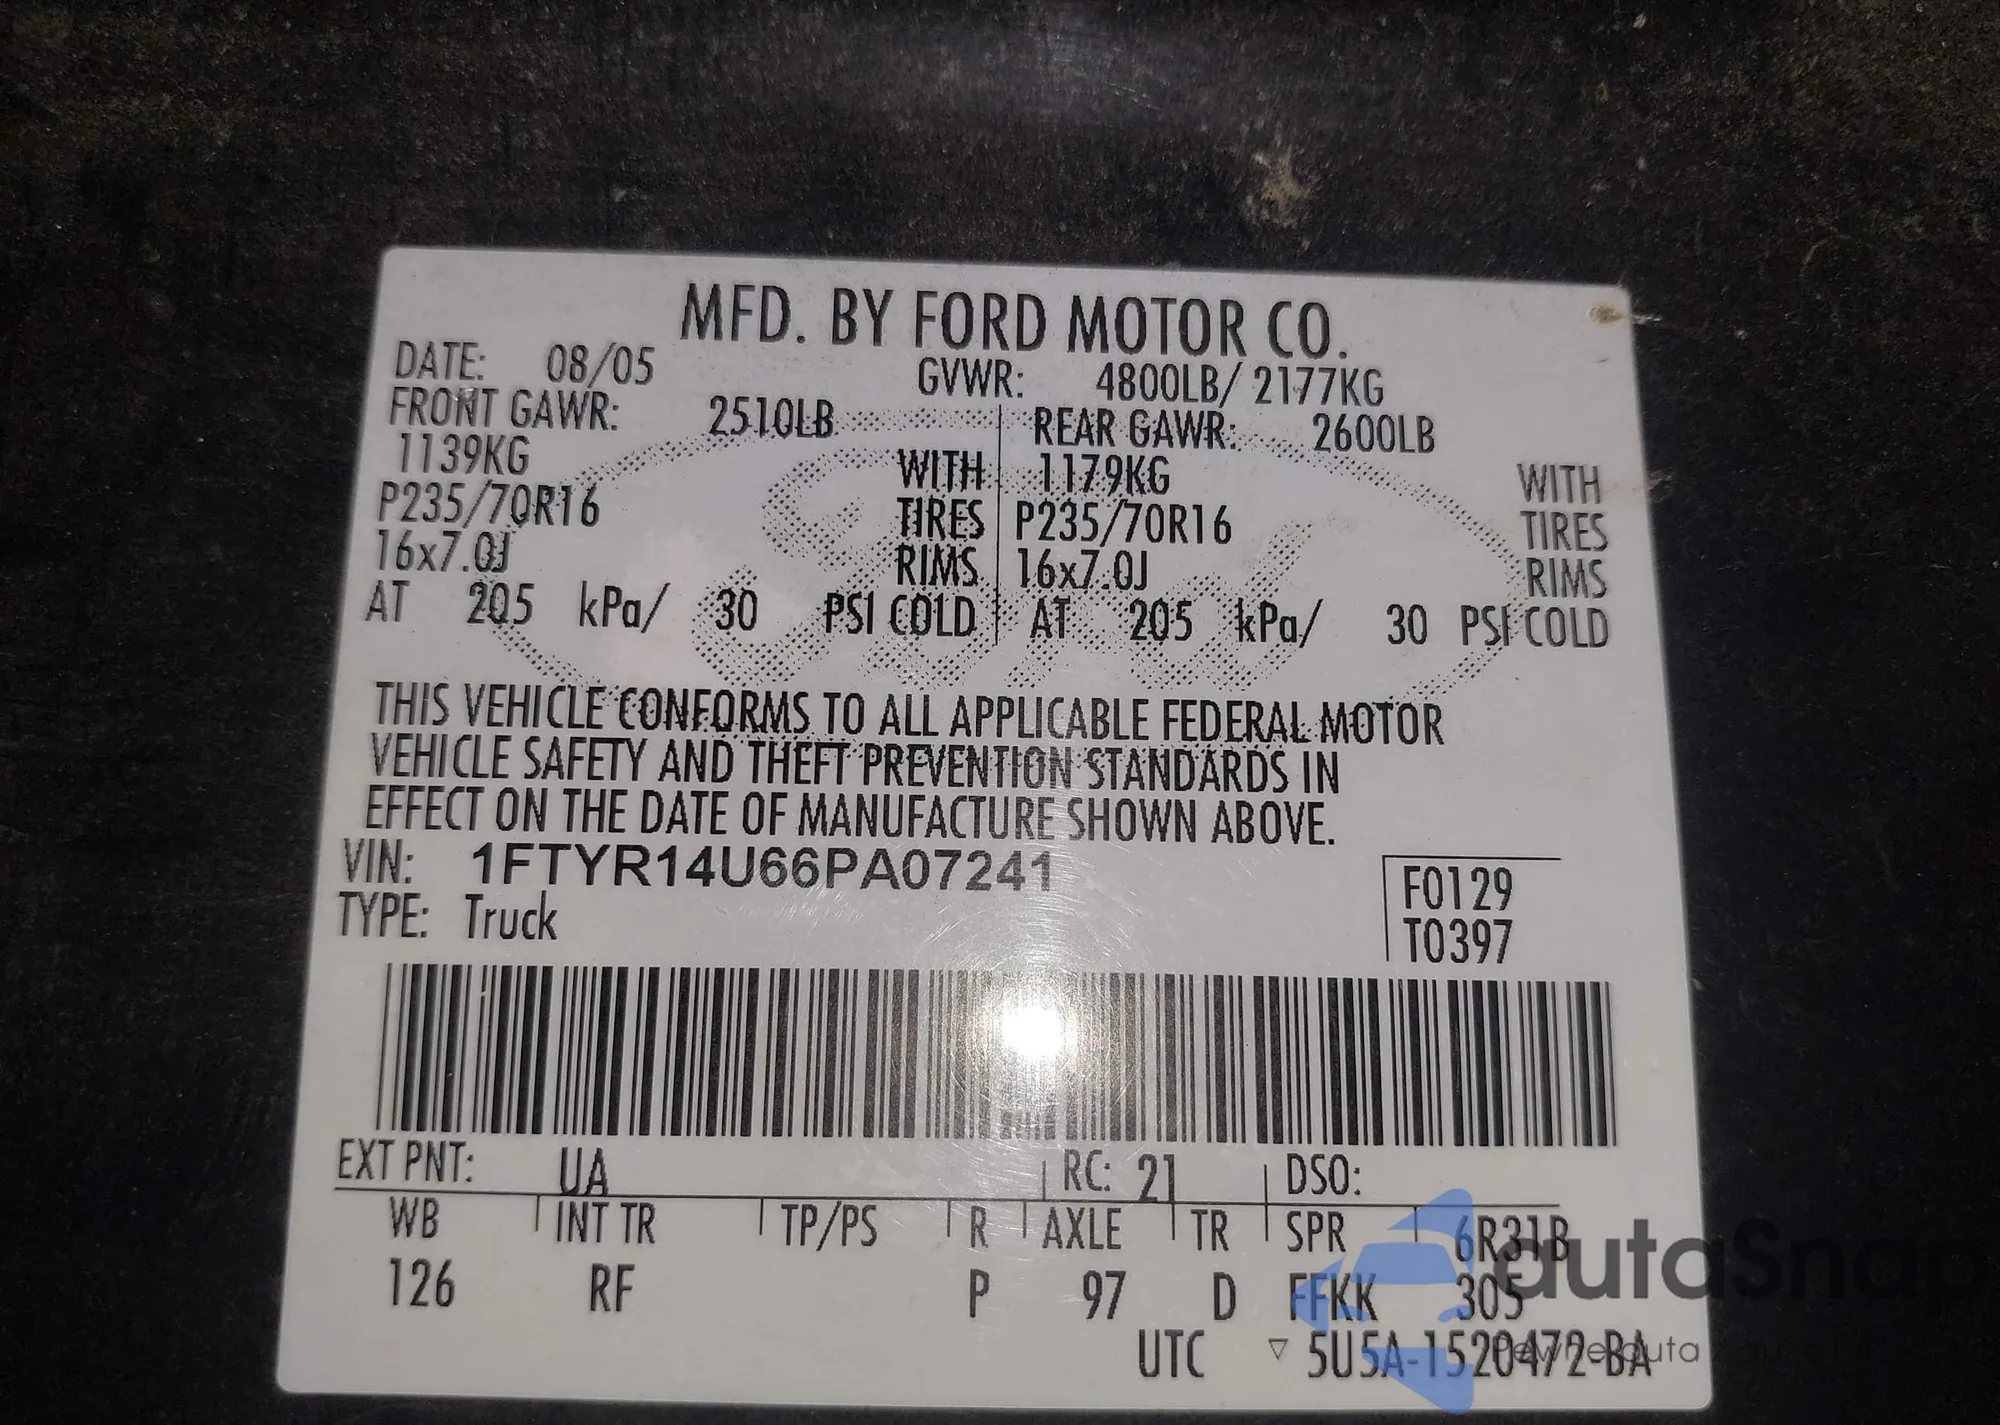 MFD. BY FORD MOTOR CO.
DATE: 08/05 GVWR: 4800LB/ 2177KG
FRONT GAWR: 2510LB REAR GAWR: 2600LB
1139KG WITH 1179KG WITH
P235/70R16 TIRES P235/70R16 TIRES
16x7.0J RIMS 16x7.0J RIMS
AT 205 kPa/ 30 PSI COLD AT 205 kPa/ 30 PSI COLD
THIS VEHICLE CONFORMS TO ALL APPLICABLE FEDERAL MOTOR
VEHICLE SAFETY AND THEFT PREVENTION STANDARDS IN
EFFECT ON THE DATE OF MANUFACTURE SHOWN ABOVE.
VIN: 1FTYR14U66PA07241 F0129
TYPE: Truck T0397
EXT PNT: UA RC: 21 DSO:
WB INT TR TP/PS R AXLE TR SPR 6R31B
126 RF P 97 D FFKK 305
UTC ▽ 5U5A-1520472-BA
autaSnap